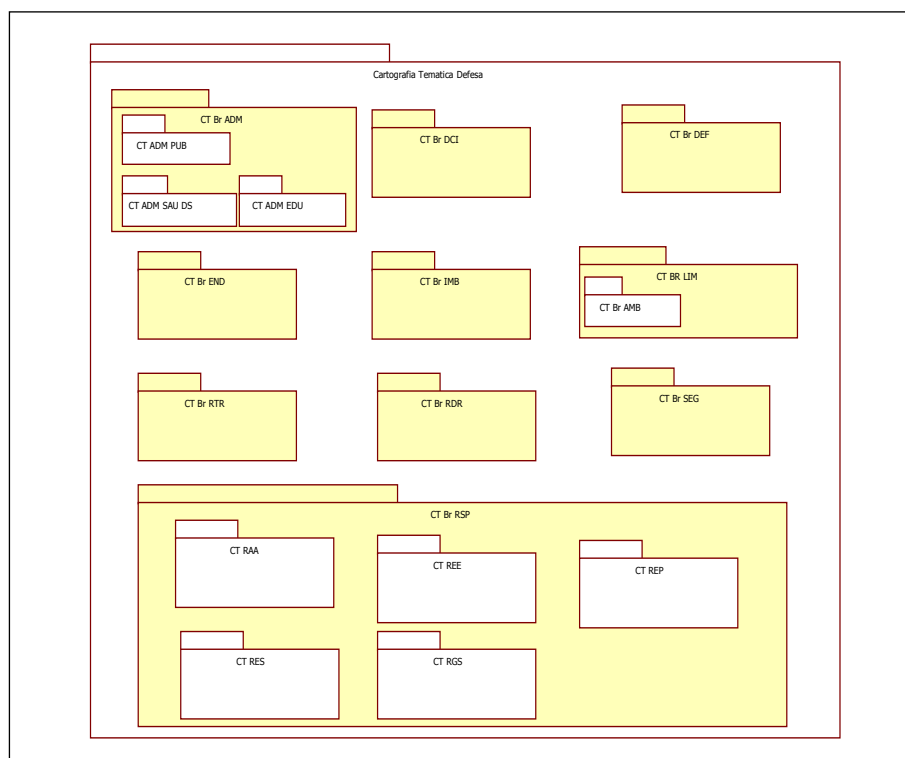 Cartografia Tematica Defesa
CT Br ADM
CT ADM PUB
CT ADM SAU DS
CT ADM EDU
CT Br DCI
CT Br DEF
CT Br END
CT Br IMB
CT BR LIM
CT Br AMB
CT Br RTR
CT Br RDR
CT Br SEG
CT Br RSP
CT RAA
CT REE
CT REP
CT RES
CT RGS